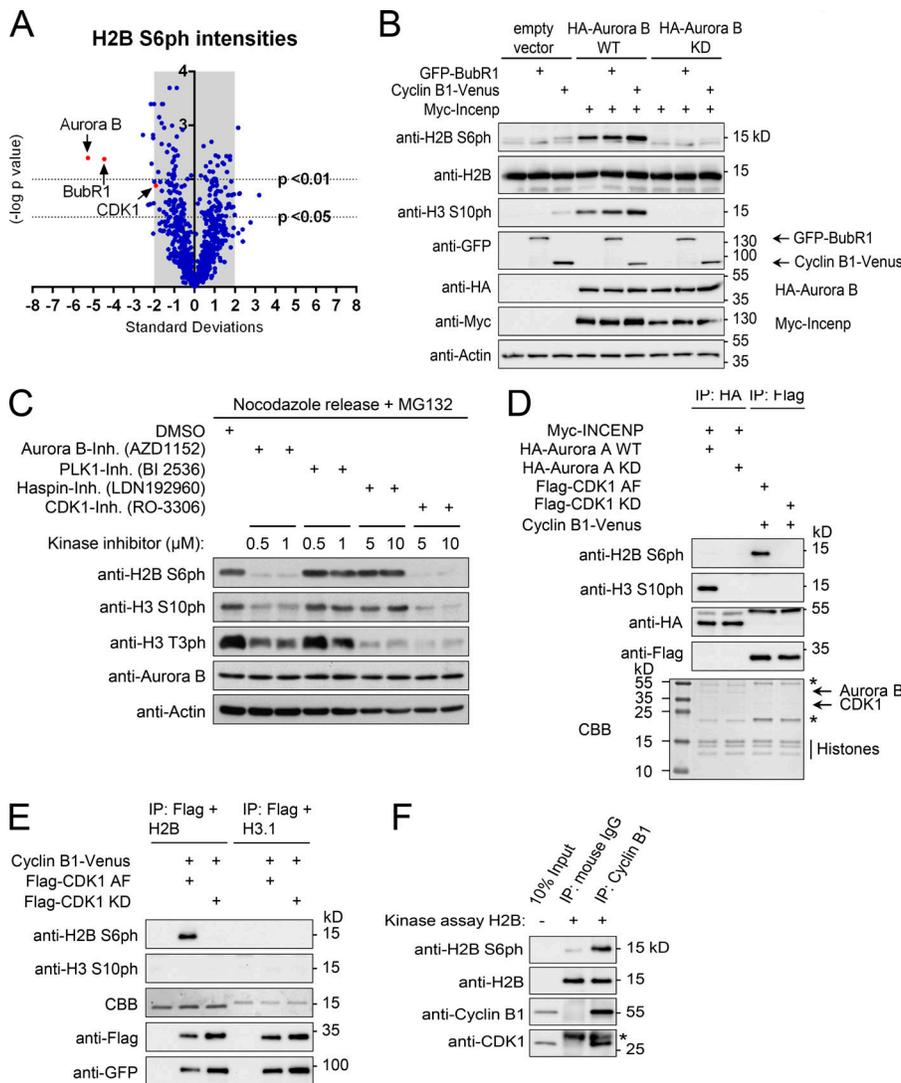 A
H2B S6ph intensities
(-log p value)
4
3
Aurora B
BubR1
CDK1
p <0.01
p <0.05
-8 -7 -6 -5 -4 -3 -2 -1 0 1 2 3 4 5 6 7 8
Standard Deviations
B
empty vector
HA-Aurora B WT
HA-Aurora B KD
GFP-BubR1 + + +
Cyclin B1-Venus + + +
Myc-Incenp + + + + + +
anti-H2B S6ph 15 kD
anti-H2B 15
anti-H3 S10ph 15
anti-GFP 130 100 ← GFP-BubR1 ← Cyclin B1-Venus
anti-HA 55 35 HA-Aurora B
anti-Myc 130 Myc-Incenp
anti-Actin 55 35
C
Nocodazole release + MG132
DMSO +
Aurora B-Inh. (AZD1152) + +
PLK1-Inh. (BI 2536) + +
Haspin-Inh. (LDN192960) + +
CDK1-Inh. (RO-3306) + +
Kinase inhibitor (µM): 0.5 1 0.5 1 5 10 5 10
anti-H2B S6ph
anti-H3 S10ph
anti-H3 T3ph
anti-Aurora B
anti-Actin
D
IP: HA IP: Flag
Myc-INCENP + +
HA-Aurora A WT +
HA-Aurora A KD +
Flag-CDK1 AF +
Flag-CDK1 KD +
Cyclin B1-Venus + +
kD
anti-H2B S6ph 15
anti-H3 S10ph 15
anti-HA 55
anti-Flag 35
kD
CBB
55 *
35 ← Aurora B
25 ← CDK1
*
15 Histones
10
E
IP: Flag + H2B
IP: Flag + H3.1
Cyclin B1-Venus + + + +
Flag-CDK1 AF + +
Flag-CDK1 KD + +
kD
anti-H2B S6ph 15
anti-H3 S10ph 15
CBB 15
anti-Flag 35
anti-GFP 100
F
10% Input
IP: mouse IgG
IP: Cyclin B1
Kinase assay H2B: - + +
anti-H2B S6ph 15 kD
anti-H2B 15
anti-Cyclin B1 55
anti-CDK1 * 25